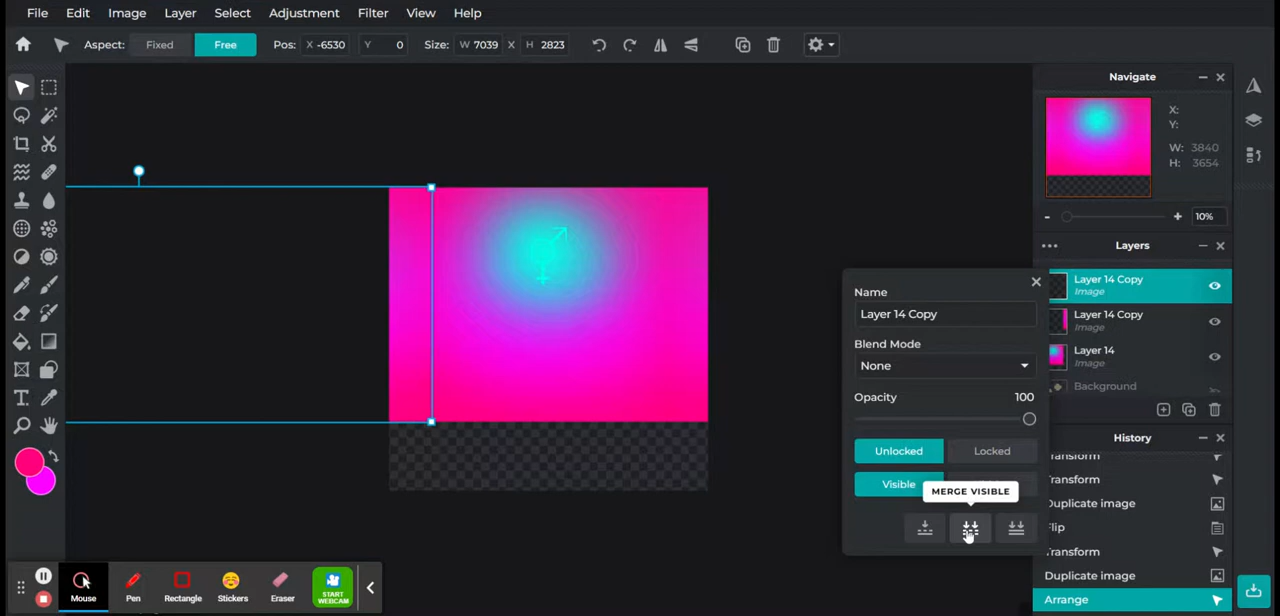 File Edit Image Layer Select Adjustment Filter View Help
Aspect: Fixed Free Pos: X -6530 Y 0 Size: W 7039 X H 2823
Navigate
X:
Y:
W: 3840
H: 3654
- + 10%
Layers
Layer 14 Copy
Image
Layer 14 Copy
Image
Layer 14
Image
Background
Name
Layer 14 Copy
Blend Mode
None
Opacity 100
Unlocked Locked
Visible
MERGE VISIBLE
History
Transform
Transform
Duplicate image
Flip
Transform
Duplicate image
Arrange
Mouse Pen Rectangle Stickers Eraser
START
WEBCAM